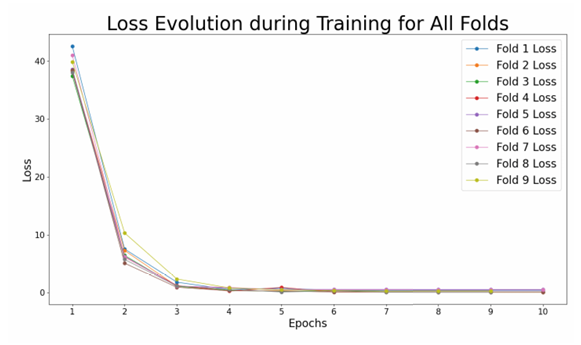 Loss Evolution during Training for All Folds
40
30
20
10
0
Loss
1 2 3 4 5 6 7 8 9 10
Epochs
Fold 1 Loss
Fold 2 Loss
Fold 3 Loss
Fold 4 Loss
Fold 5 Loss
Fold 6 Loss
Fold 7 Loss
Fold 8 Loss
Fold 9 Loss